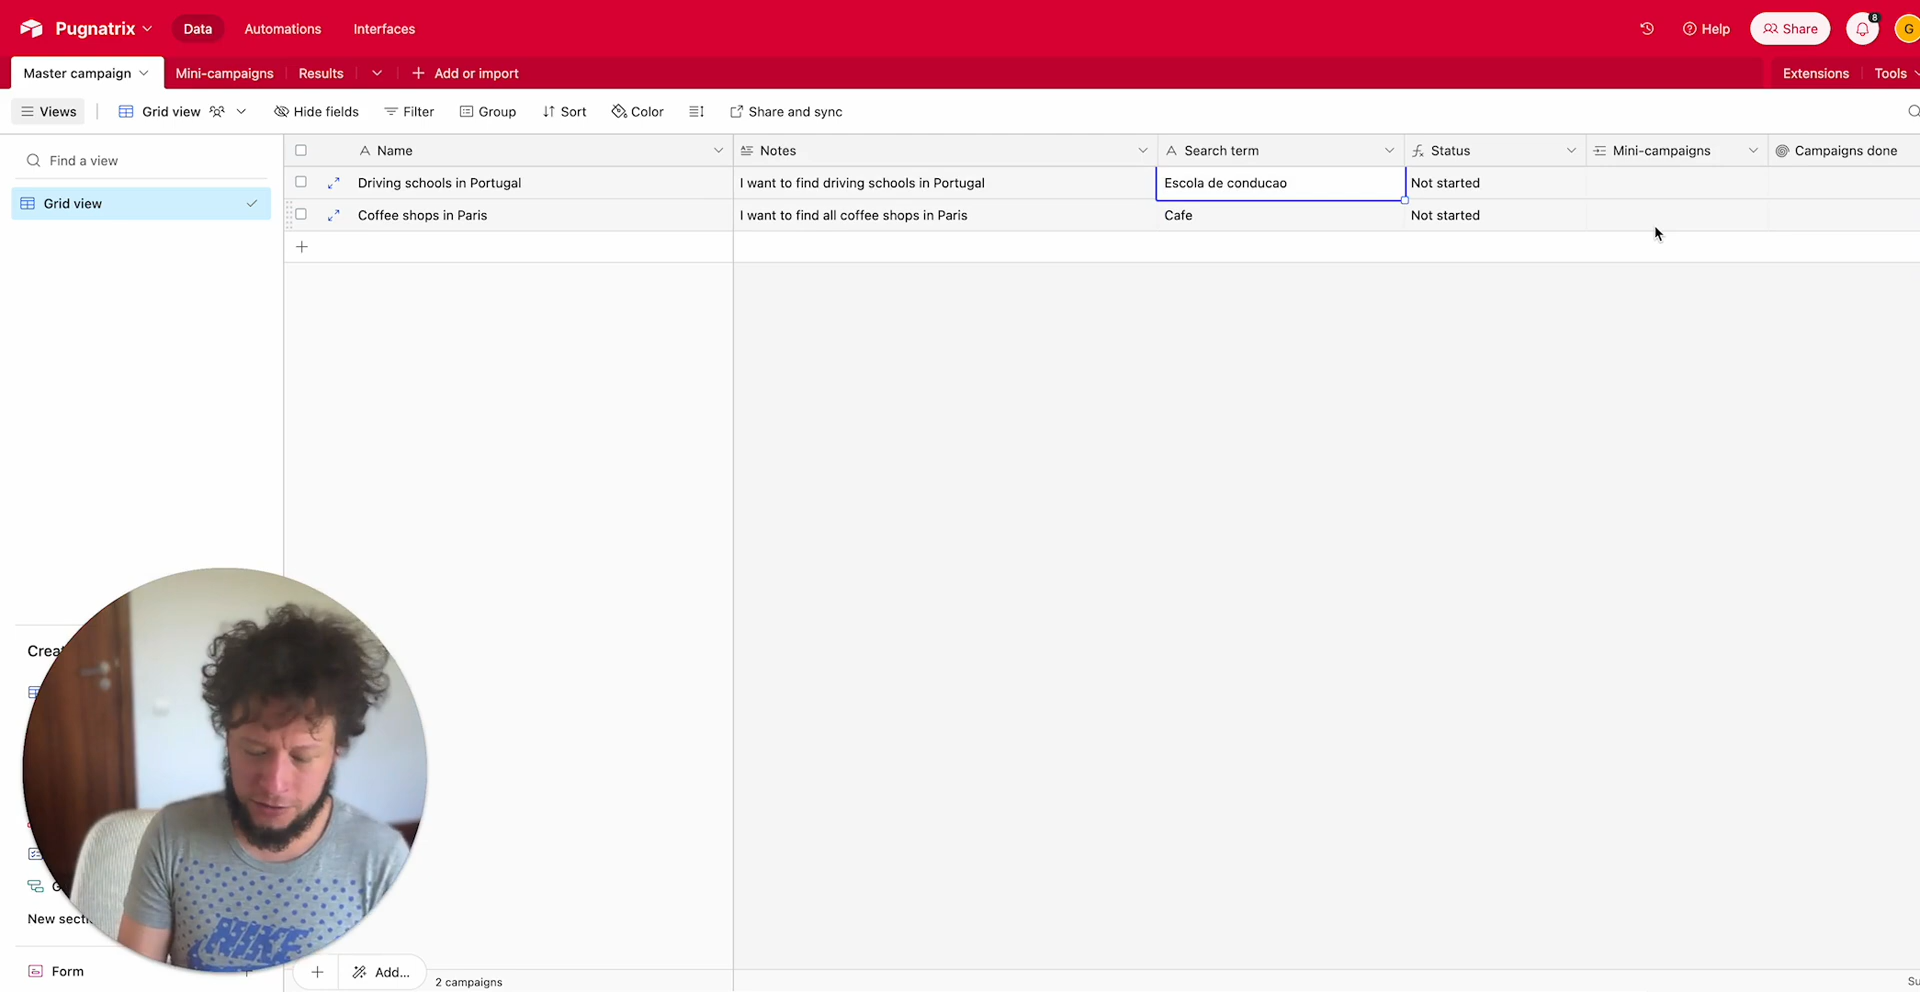 Pugnatrix Data Automations Interfaces Help Share 8 G
Master campaign Mini-campaigns Results Add or import Extensions Tools
Views Grid view Hide fields Filter Group Sort Color Share and sync
Find a view
Grid view
Name Notes Search term Status Mini-campaigns Campaigns done
Driving schools in Portugal I want to find driving schools in Portugal Escola de conducao Not started
Coffee shops in Paris I want to find all coffee shops in Paris Cafe Not started
New
Form
Add...
2 campaigns
NIKE